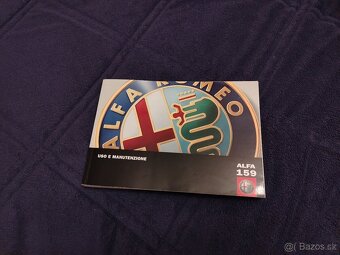 ALFA ROMEO
USO E MANUTENZIONE
ALFA
159
Bazos.sk